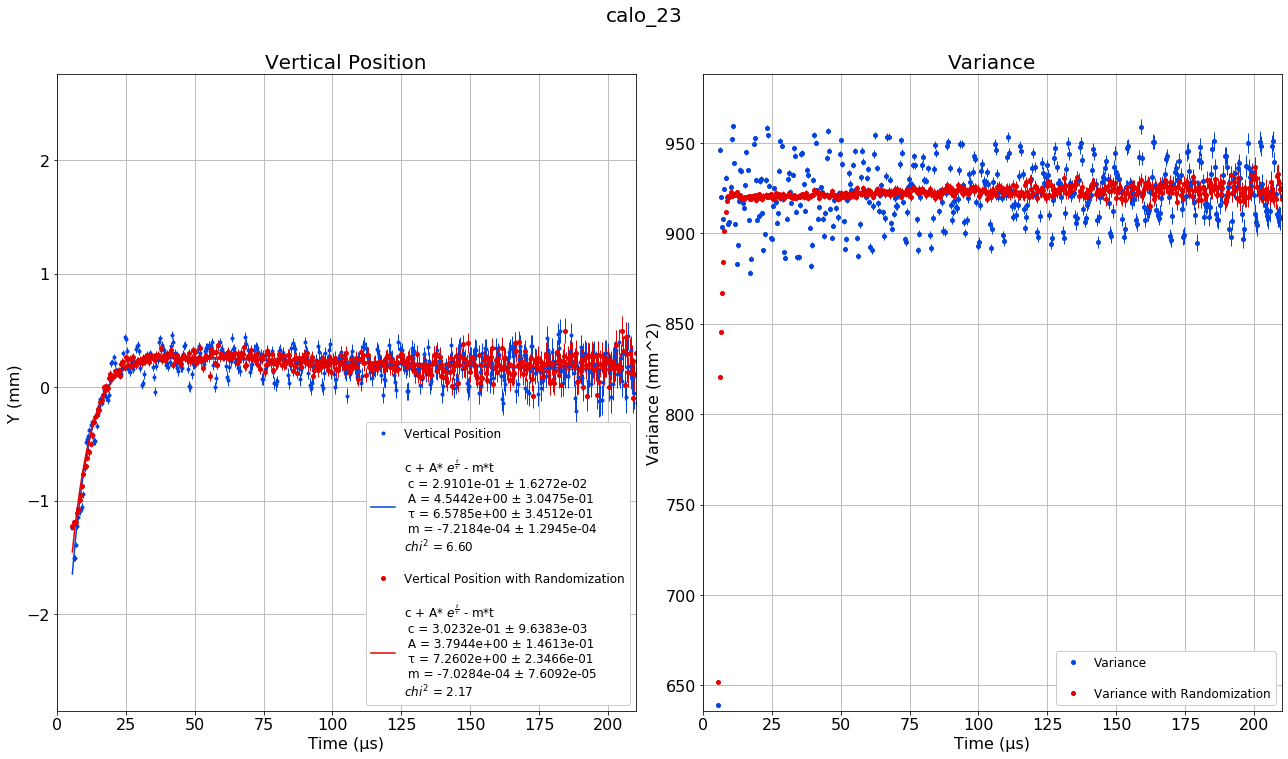 calo_23
Vertical Position
Y (mm)
2
1
0
−1
−2
0 25 50 75 100 125 150 175 200
Time (μs)
Vertical Position
c + A* - m*t
c = 2.9101e-01 ± 1.6272e-02
A = 4.5442e+00 ± 3.0475e-01
τ = 6.5785e+00 ± 3.4512e-01
m = -7.2184e-04 ± 1.2945e-04
chi² = 6.60
Vertical Position with Randomization
c + A* - m*t
c = 3.0232e-01 ± 9.6383e-03
A = 3.7944e+00 ± 1.4613e-01
τ = 7.2602e+00 ± 2.3466e-01
m = -7.0284e-04 ± 7.6092e-05
chi² = 2.17
Variance
Variance (mm^2)
950
900
850
800
750
700
650
0 25 50 75 100 125 150 175 200
Time (μs)
Variance
Variance with Randomization